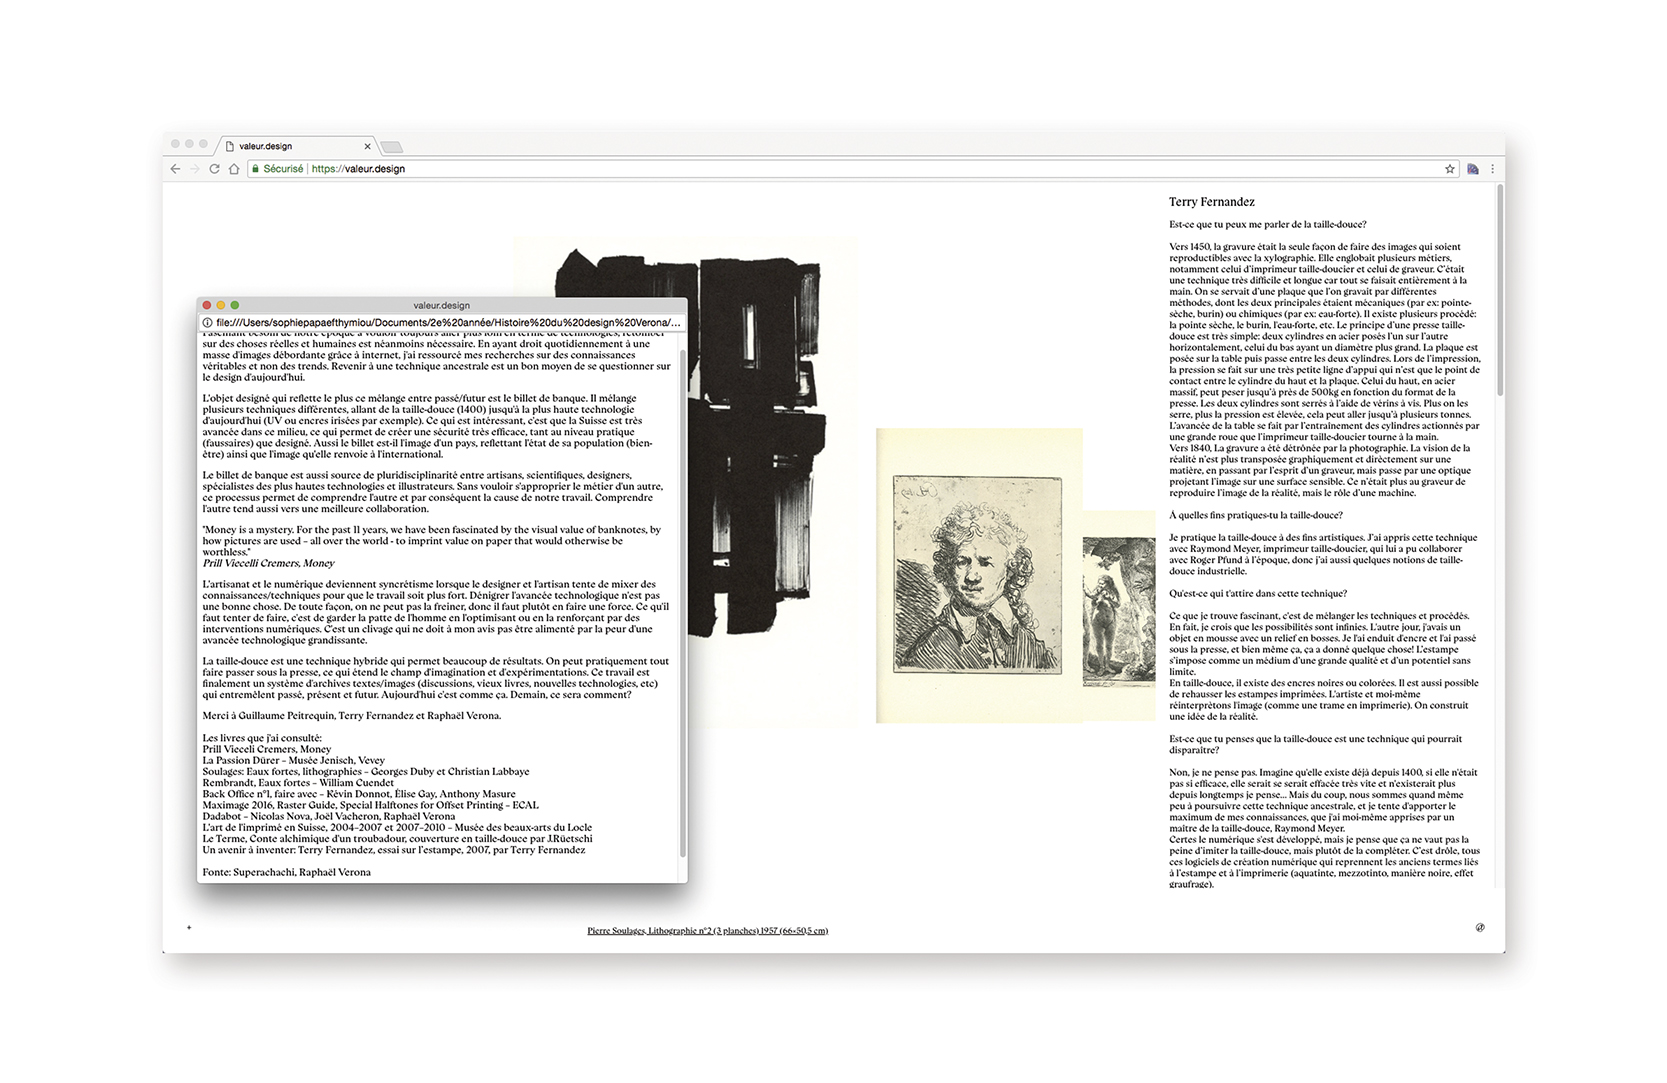 valeur.design
Sécurisé | https://valeur.design
valeur.design
file:///Users/sophiepapaefthymiou/Documents/2e%20année/Histoire%20du%20design%20Verona/...
sur des choses réelles et humaines est néanmoins nécessaire. En ayant droit quotidiennement à une
masse d'images débordante grâce à internet, j'ai ressourcé mes recherches sur des connaissances
véritables et non des trends. Revenir à une technique ancestrale est un bon moyen de se questionner sur
le design d'aujourd'hui.
L'objet designé qui reflette le plus ce mélange entre passé/futur est le billet de banque. Il mélange
plusieurs techniques différentes, allant de la taille-douce (1400) jusqu'à la plus haute technologie
d'aujourd'hui (UV ou encres irisées par exemple). Ce qui est intéressant, c'est que la Suisse est très
avancée dans ce milieu, ce qui permet de créer une sécurité très efficace, tant au niveau pratique
(faussaires) que designé. Aussi le billet est-il l'image d'un pays, reflettant l'état de sa population (bien-
être) ainsi que l'image qu'elle renvoie à l'international.
Le billet de banque est aussi source de pluridisciplinarité entre artisans, scientifiques, designers,
spécialistes des plus hautes technologies et illustrateurs. Sans vouloir s'approprier le métier d'un autre,
ce processus permet de comprendre l'autre et par conséquent la cause de notre travail. Comprendre
l'autre tend aussi vers une meilleure collaboration.
"Money is a mystery. For the past 11 years, we have been fascinated by the visual value of banknotes, by
how pictures are used – all over the world - to imprint value on paper that would otherwise be
worthless."
Prill Viecelli Cremers, Money
L'artisanat et le numérique deviennent syncrétisme lorsque le designer et l'artisan tente de mixer des
connaissances/techniques pour que le travail soit plus fort. Dénigrer l'avancée technologique n'est pas
une bonne chose. De toute façon, on ne peut pas la freiner, donc il faut plutôt en faire une force. Ce qu'il
faut tenter de faire, c'est de garder la patte de l'homme en l'optimisant ou en la renforçant par des
interventions numériques. C'est un clivage qui ne doit à mon avis pas être alimenté par la peur d'une
avancée technologique grandissante.
La taille-douce est une technique hybride qui permet beaucoup de résultats. On peut pratiquement tout
faire passer sous la presse, ce qui étend le champ d'imagination et d'expérimentations. Ce travail est
finalement un système d'archives textes/images (discussions, vieux livres, nouvelles technologies, etc)
qui entremêlent passé, présent et futur. Aujourd'hui c'est comme ça. Demain, ce sera comment?
Merci à Guillaume Peitrequin, Terry Fernandez et Raphaël Verona.
Les livres que j'ai consulté:
Prill Vieceli Cremers, Money
La Passion Dürer – Musée Jenisch, Vevey
Soulages: Eaux fortes, lithographies – Georges Duby et Christian Labbaye
Rembrandt, Eaux fortes – William Cuendet
Back Office n°1, faire avec – Kévin Donnot, Élise Gay, Anthony Masure
Maximage 2016, Raster Guide, Special Halftones for Offset Printing – ECAL
Dadabot – Nicolas Nova, Joël Vacheron, Raphaël Verona
L'art de l'imprimé en Suisse, 2004–2007 et 2007–2010 – Musée des beaux-arts du Locle
Le Terme, Conte alchimique d'un troubadour, couverture en taille-douce par J.Rüetschi
Un avenir à inventer: Terry Fernandez, essai sur l'estampe, 2007, par Terry Fernandez
Fonte: Superachachi, Raphaël Verona
Pierre Soulages, Lithographie n°2 (3 planches) 1957 (66×50,5 cm)
Terry Fernandez
Est-ce que tu peux me parler de la taille-douce?
Vers 1450, la gravure était la seule façon de faire des images qui soient
reproductibles avec la xylographie. Elle englobait plusieurs métiers,
notamment celui d'imprimeur taille-doucier et celui de graveur. C'était
une technique très difficile et longue car tout se faisait entièrement à la
main. On se servait d'une plaque que l'on gravait par différentes
méthodes, dont les deux principales étaient mécaniques (par ex: pointe-
sèche, burin) ou chimiques (par ex: eau-forte). Il existe plusieurs procédé:
la pointe sèche, le burin, l'eau-forte, etc. Le principe d'une presse taille-
douce est très simple: deux cylindres en acier posés l'un sur l'autre
horizontalement, celui du bas ayant un diamètre plus grand. La plaque est
posée sur la table puis passe entre les deux cylindres. Lors de l'impression,
la pression se fait sur une très petite ligne d'appui qui n'est que le point de
contact entre le cylindre du haut et la plaque. Celui du haut, en acier
massif, peut peser jusqu'à près de 500kg en fonction du format de la
presse. Les deux cylindres sont serrés à l'aide de vérins à vis. Plus on les
serre, plus la pression est élevée, cela peut aller jusqu'à plusieurs tonnes.
L'avancée de la table se fait par l'entraînement des cylindres actionnés par
une grande roue que l'imprimeur taille-doucier tourne à la main.
Vers 1840, La gravure a été détrônée par la photographie. La vision de la
réalité n'est plus transposée graphiquement et dirèctement sur une
matière, en passant par l'esprit d'un graveur, mais passe par une optique
projetant l'image sur une surface sensible. Ce n'était plus au graveur de
reproduire l'image de la réalité, mais le rôle d'une machine.
À quelles fins pratiques-tu la taille-douce?
Je pratique la taille-douce à des fins artistiques. J'ai appris cette technique
avec Raymond Meyer, imprimeur taille-doucier, qui lui a pu collaborer
avec Roger Pfund à l'époque, donc j'ai aussi quelques notions de taille-
douce industrielle.
Qu'est-ce qui t'attire dans cette technique?
Ce que je trouve fascinant, c'est de mélanger les techniques et procédés.
En fait, je crois que les possibilités sont infinies. L'autre jour, j'avais un
objet en mousse avec un relief en bosses. Je l'ai enduit d'encre et l'ai passé
sous la presse, et bien même ça, ça a donné quelque chose! L'estampe
s'impose comme un médium d'une grande qualité et d'un potentiel sans
limite.
En taille-douce, il existe des encres noires ou colorées. Il est aussi possible
de rehausser les estampes imprimées. L'artiste et moi-même
réinterprétons l'image (comme une trame en imprimerie). On construit
une idée de la réalité.
Est-ce que tu penses que la taille-douce est une technique qui pourrait
disparaître?
Non, je ne pense pas. Imagine qu'elle existe déjà depuis 1400, si elle n'était
pas si efficace, elle serait se serait effacée très vite et n'existerait plus
depuis longtemps je pense... Mais du coup, nous sommes quand même
peu à poursuivre cette technique ancestrale, et je tente d'apporter le
maximum de mes connaissances, que j'ai moi-même apprises par un
maître de la taille-douce, Raymond Meyer.
Certes le numérique s'est développé, mais je pense que ça ne vaut pas la
peine d'imiter la taille-douce, mais plutôt de la compléter. C'est drôle, tous
ces logiciels de création numérique qui reprennent les anciens termes liés
à l'estampe et à l'imprimerie (aquatinte, mezzotinto, manière noire, effet
graufrage).